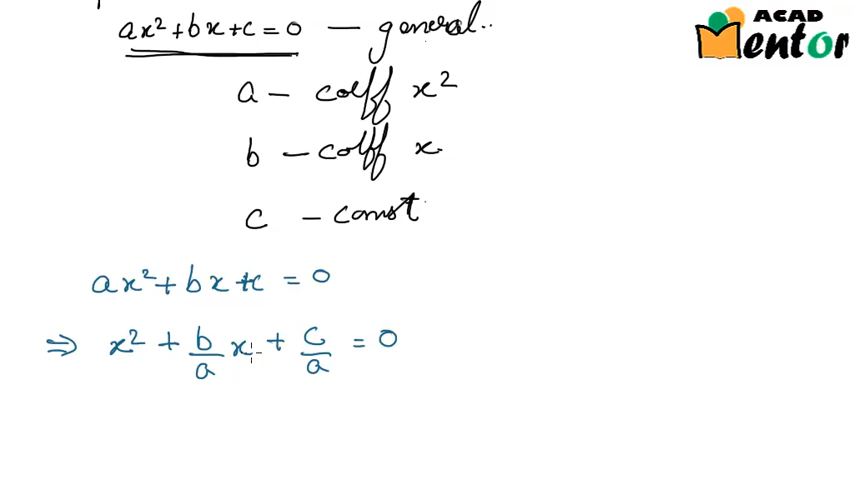 ax² + bx + c = 0 — general..
ACAD
Mentor
a — coeff x²
b — coeff x
c — const
ax² + bx + c = 0
⇒ x² + b/a x + c/a = 0